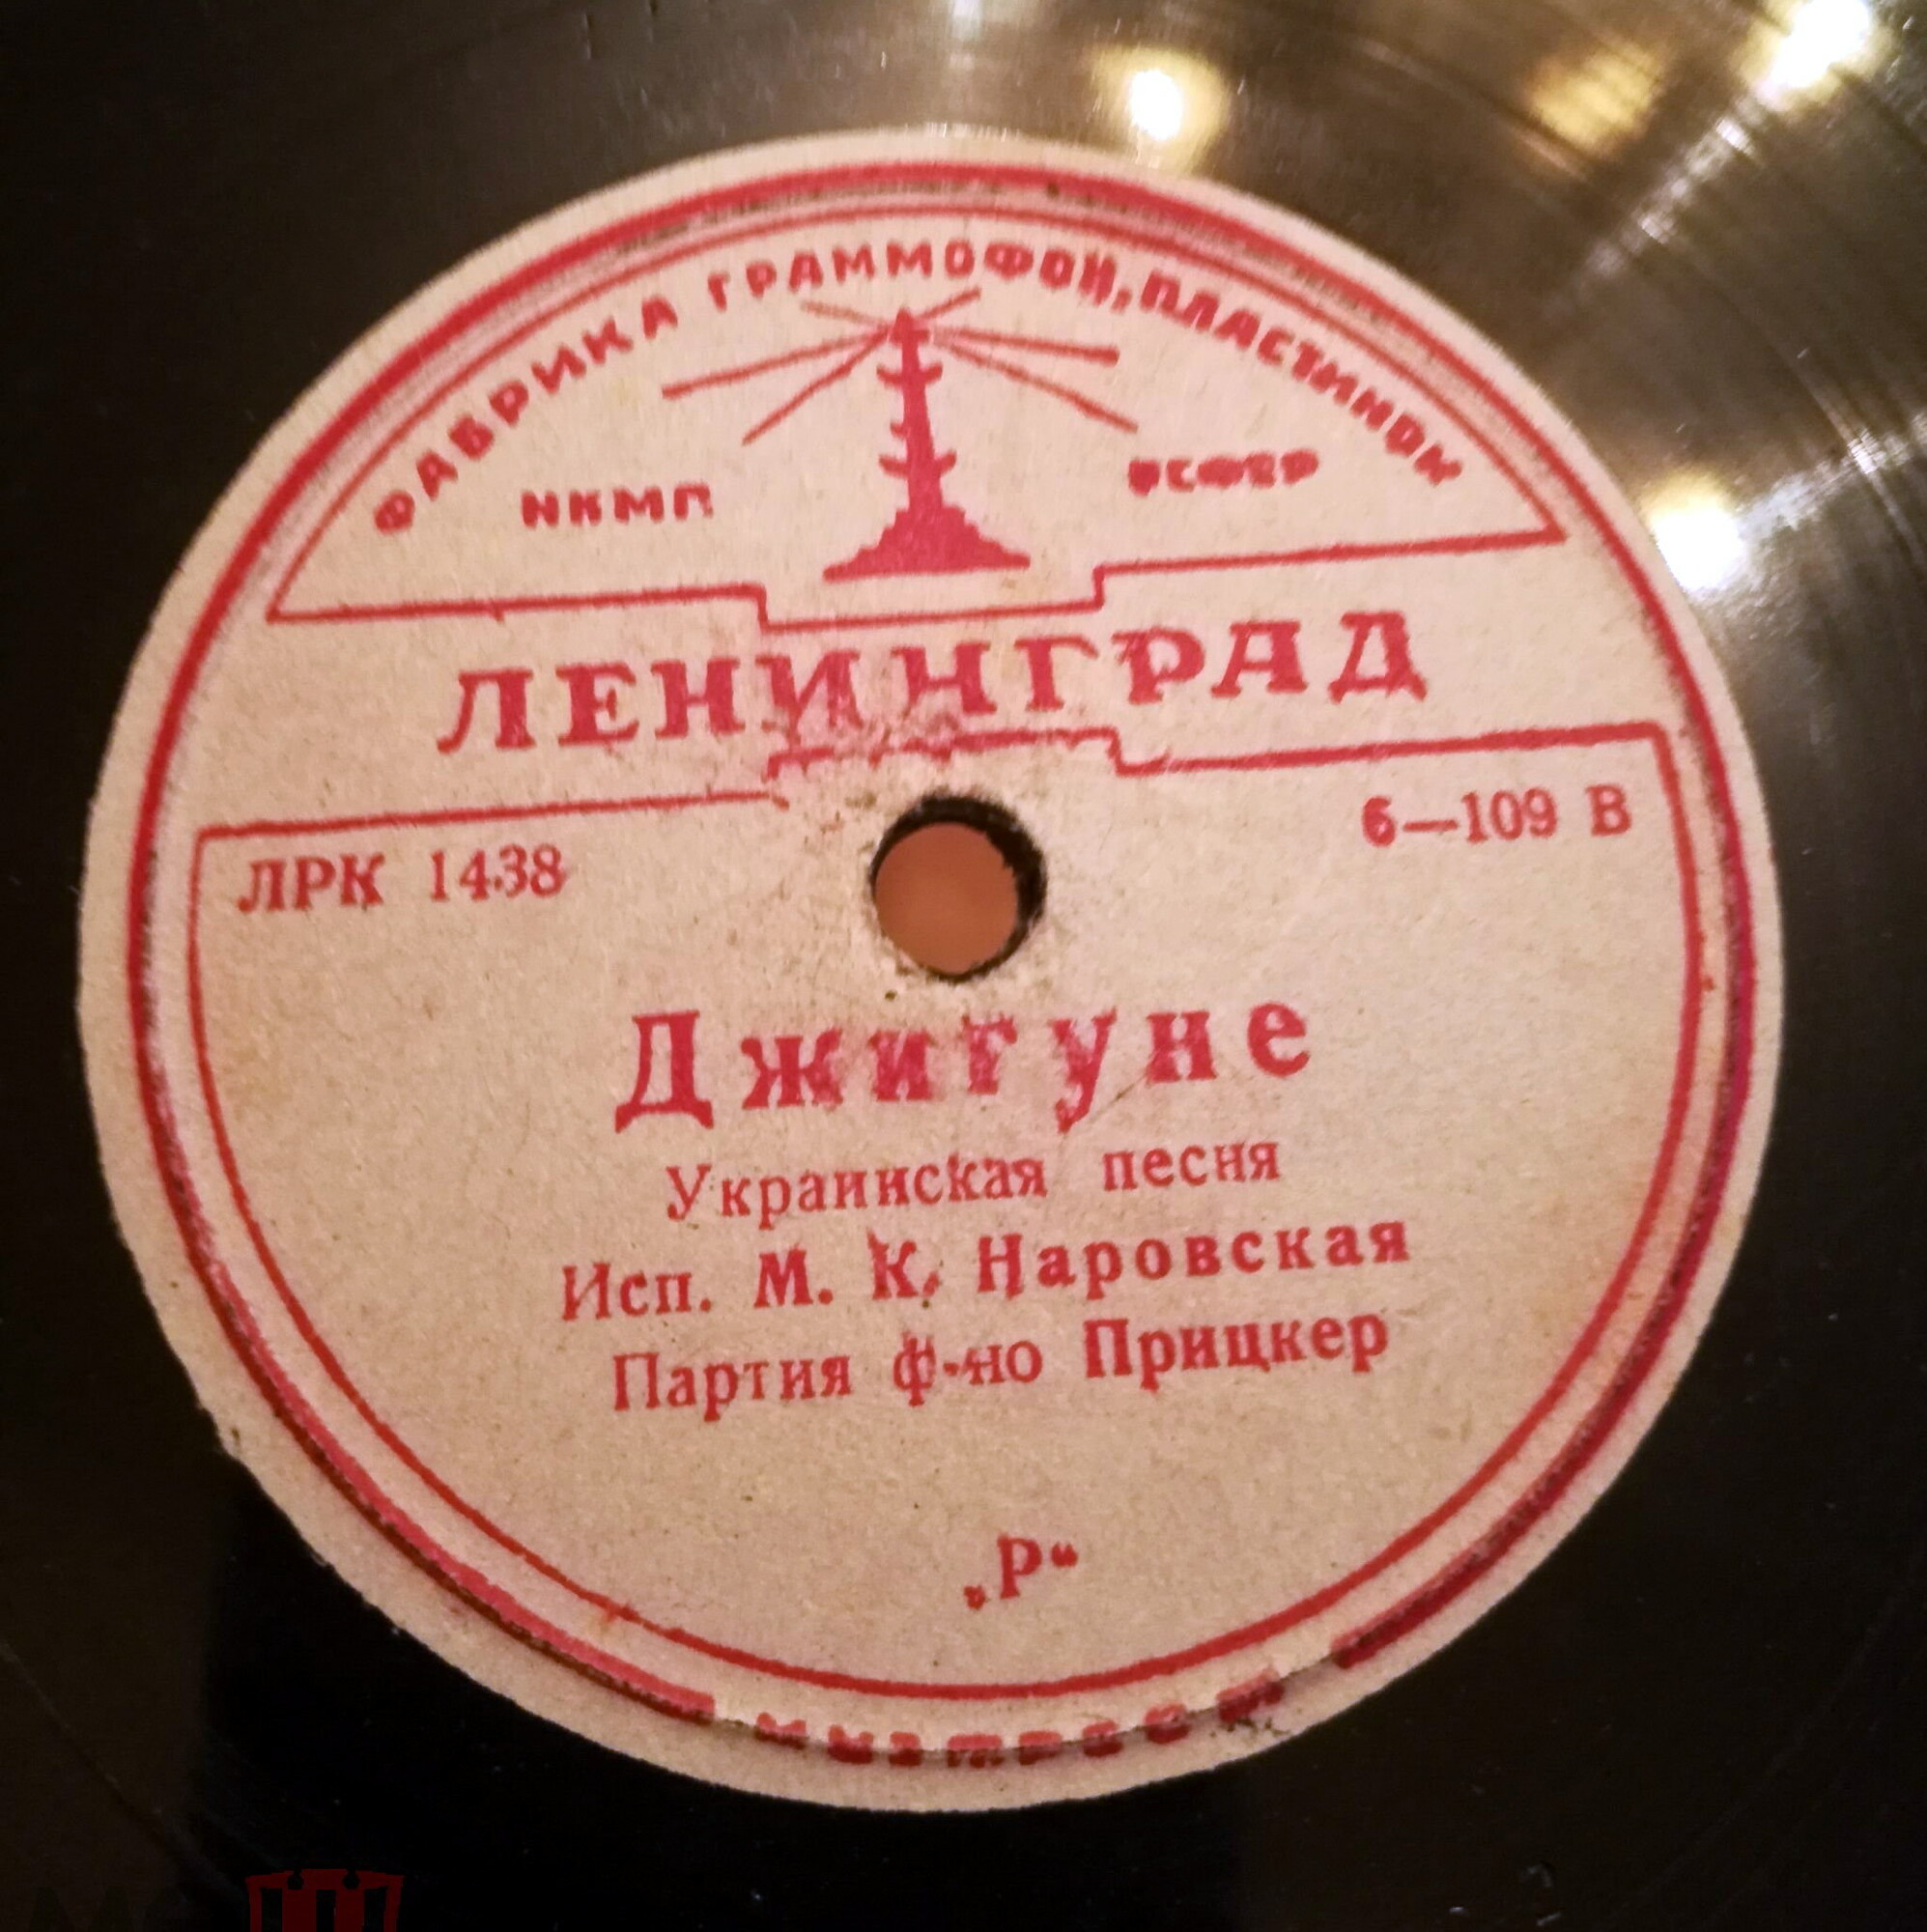 ФАБРИКА ГРАММОФОН. ПЛАСТИНОК
НКМП РСФСР
ЛЕНИНГРАД
ЛРК 1438
6—109 В
Джигуне
Украинская песня
Исп. М. К. Наровская
Партия ф-но Прицкер
„Р“